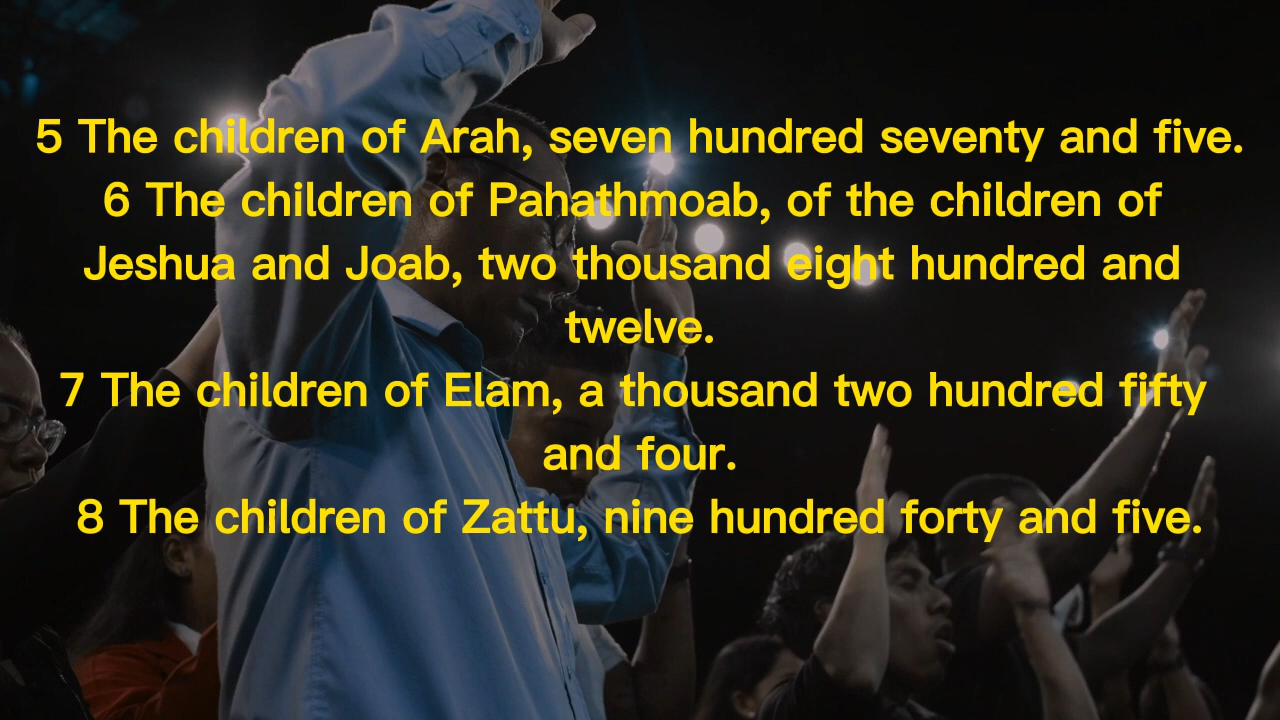 5 The children of Arah, seven hundred seventy and five.
6 The children of Pahathmoab, of the children of
Jeshua and Joab, two thousand eight hundred and
twelve.
7 The children of Elam, a thousand two hundred fifty
and four.
8 The children of Zattu, nine hundred forty and five.